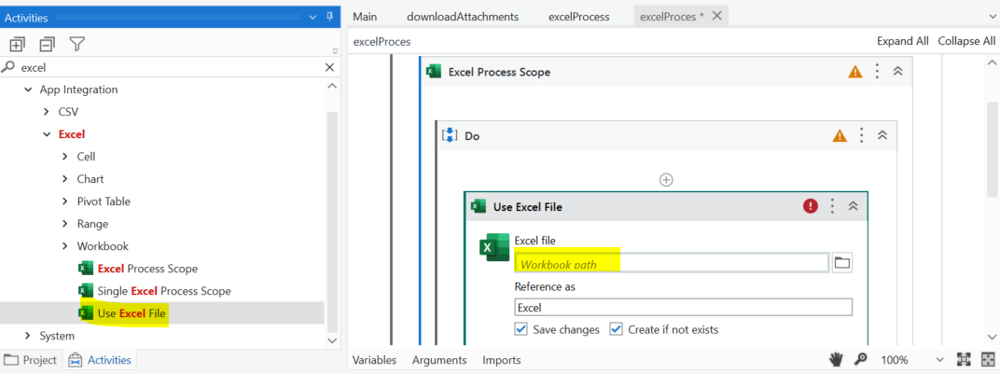 Activities
excel
App Integration
CSV
Excel
Cell
Chart
Pivot Table
Range
Workbook
Excel Process Scope
Single Excel Process Scope
Use Excel File
System
Project Activities
Main downloadAttachments excelProcess excelProces *
excelProces Expand All Collapse All
Excel Process Scope
Do
Use Excel File
Excel file
Workbook path
Reference as
Excel
Save changes Create if not exists
Variables Arguments Imports 100%